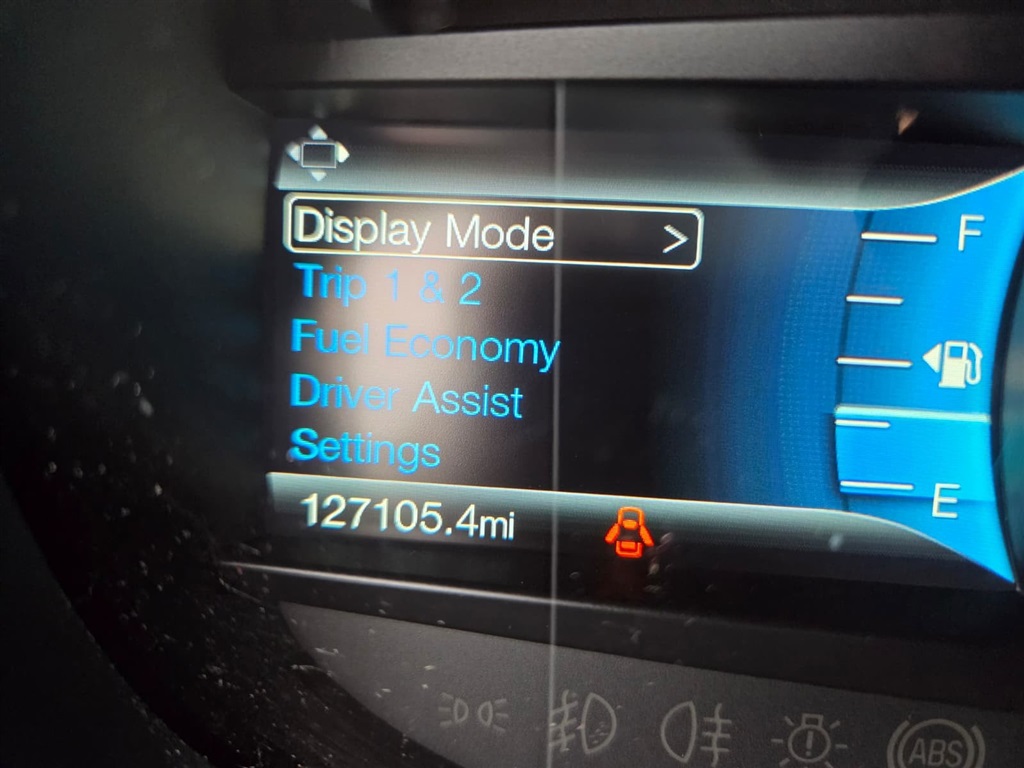 Display Mode >
Trip 1 & 2
Fuel Economy
Driver Assist
Settings
127105.4mi
F
E
ABS